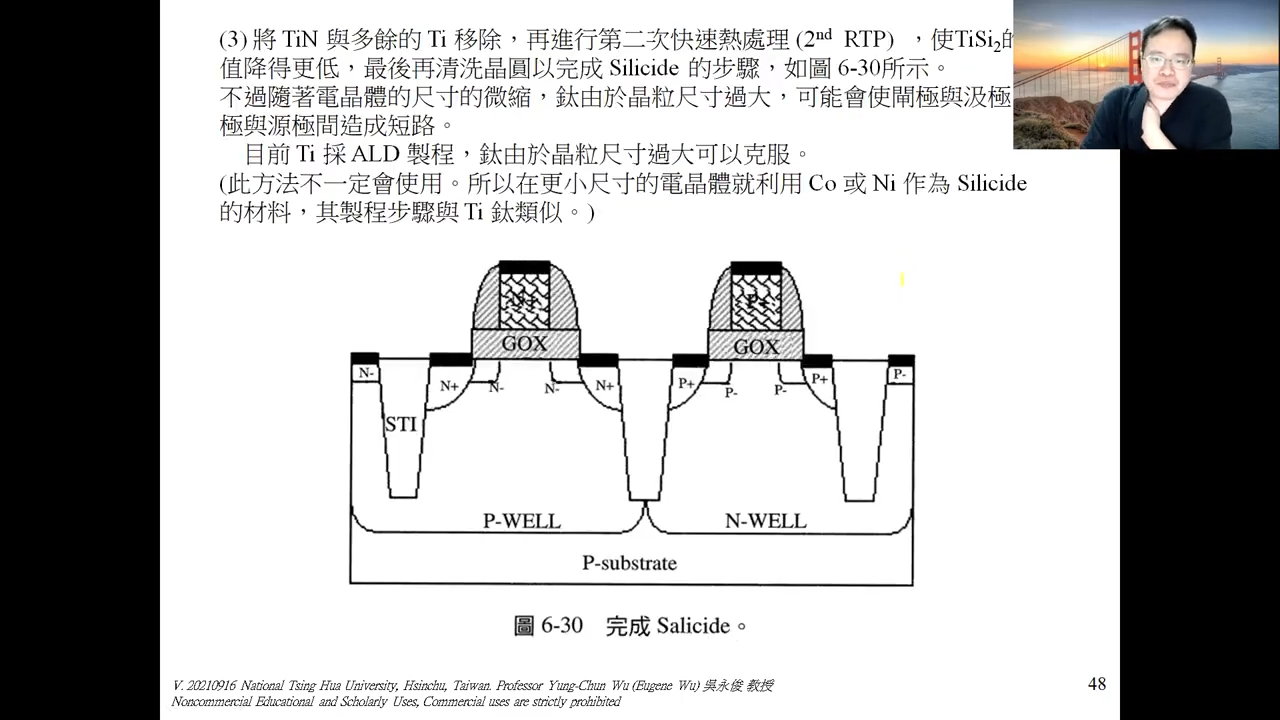 (3) 將 TiN 與多餘的 Ti 移除，再進行第二次快速熱處理 (2nd RTP) ，使TiSi2的
值降得更低，最後再清洗晶圓以完成 Silicide 的步驟，如圖 6-30所示。
不過隨著電晶體的尺寸的微縮，鈦由於晶粒尺寸過大，可能會使閘極與汲極
極與源極間造成短路。
目前 Ti 採 ALD 製程，鈦由於晶粒尺寸過大可以克服。
(此方法不一定會使用。所以在更小尺寸的電晶體就利用 Co 或 Ni 作為 Silicide
的材料，其製程步驟與 Ti 鈦類似。)
N+ P+
GOX GOX
N- N+ N- N- N+ P+ P- P- P+ P-
STI
P-WELL N-WELL
P-substrate
圖 6-30 完成 Salicide。
V. 20210916 National Tsing Hua University, Hsinchu, Taiwan. Professor Yung-Chun Wu (Eugene Wu) 吳永俊 教授
Noncommercial Educational and Scholarly Uses, Commercial uses are strictly prohibited
48